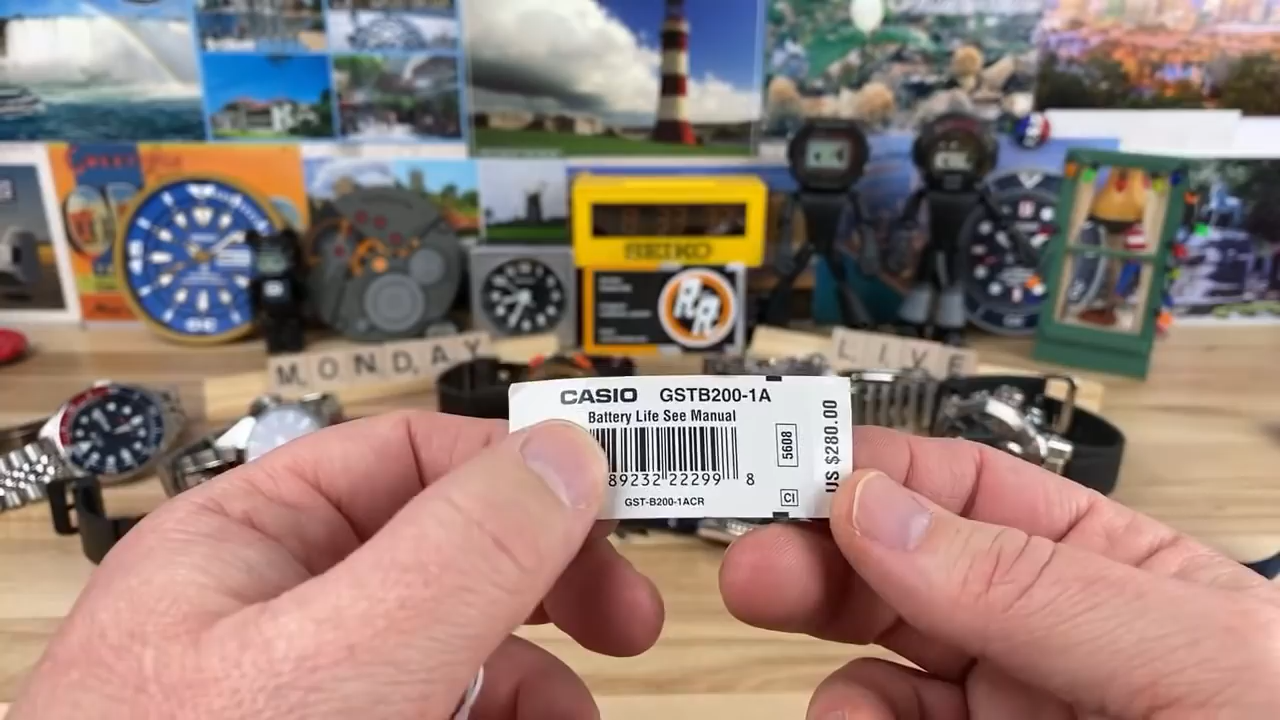 SEIKO
RR
MONDAY
LIVE
CASIO GSTB200-1A
Battery Life See Manual
89232 22299 8
GST-B200-1ACR
5608
CI
US $280.00